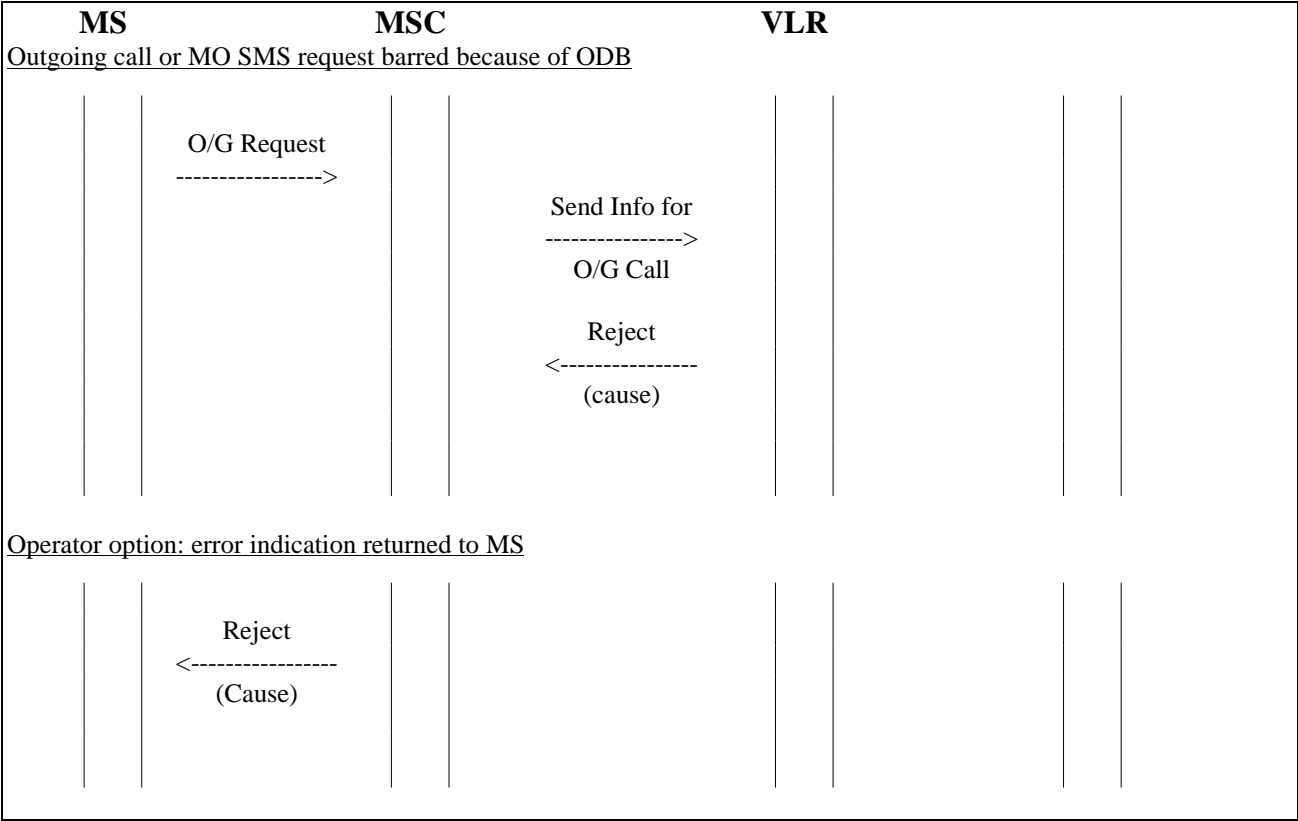 MS MSC VLR
Outgoing call or MO SMS request barred because of ODB
O/G Request
----------------->
Send Info for
---------------->
O/G Call
Reject
<----------------
(cause)
Operator option: error indication returned to MS
Reject
<-----------------
(Cause)